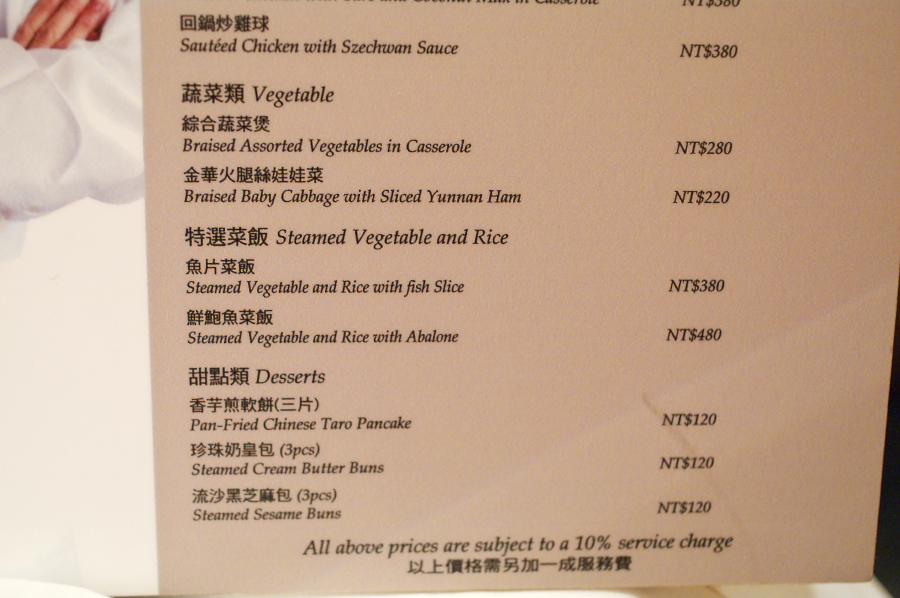 and Coconut Milk in Casserole NT$380
回鍋炒雞球
Sautéed Chicken with Szechwan Sauce NT$380
蔬菜類 Vegetable
綜合蔬菜煲
Braised Assorted Vegetables in Casserole NT$280
金華火腿絲娃娃菜
Braised Baby Cabbage with Sliced Yunnan Ham NT$220
特選菜飯 Steamed Vegetable and Rice
魚片菜飯
Steamed Vegetable and Rice with fish Slice NT$380
鮮鮑魚菜飯
Steamed Vegetable and Rice with Abalone NT$480
甜點類 Desserts
香芋煎軟餅(三片)
Pan-Fried Chinese Taro Pancake NT$120
珍珠奶皇包 (3pcs)
Steamed Cream Butter Buns NT$120
流沙黑芝麻包 (3pcs)
Steamed Sesame Buns NT$120
All above prices are subject to a 10% service charge
以上價格需另加一成服務費